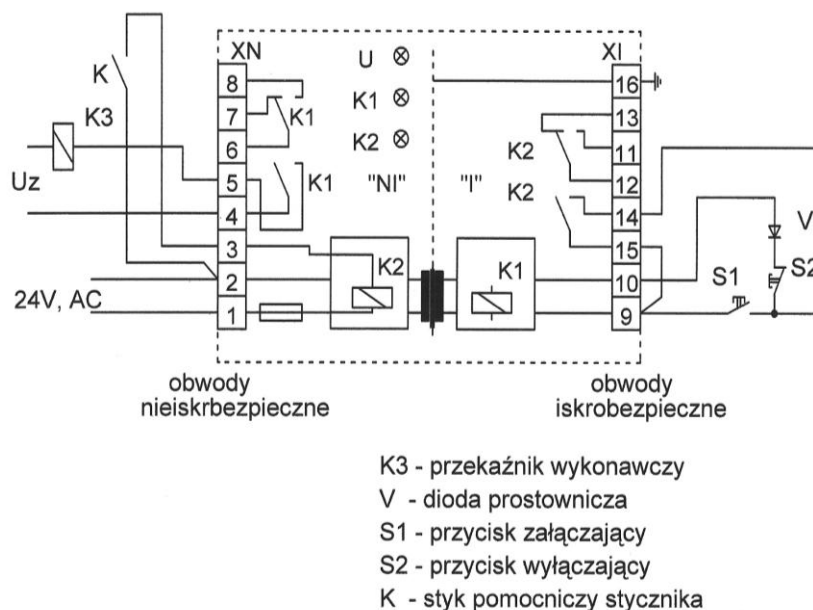 XN
XI
8
7
6
5
4
3
2
1
16
13
11
12
14
15
10
9
K
K3
Uz
24V, AC
U
K1
K2
K1
K1
"NI"
"I"
K2
K1
K2
K2
V
S2
S1
obwody
nieiskrbezpieczne
obwody
iskrobezpieczne
K3 - przekaźnik wykonawczy
V - dioda prostownicza
S1 - przycisk załączający
S2 - przycisk wyłączający
K - styk pomocniczy stycznika